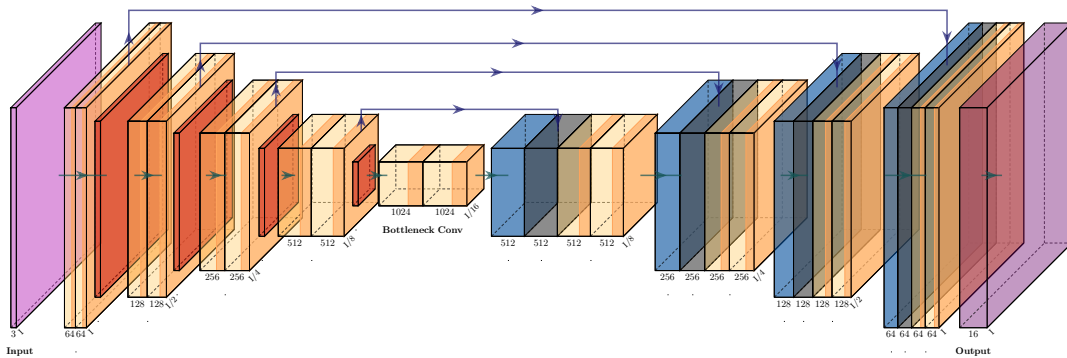 3 1
64 64 1
128 128 1/2
256 256 1/4
512 512 1/8
1024 1024 1/16
Bottleneck Conv
512 512 512 512 1/8
256 256 256 256 1/4
128 128 128 128 1/2
64 64 64 64 1
16 1
Input
Output